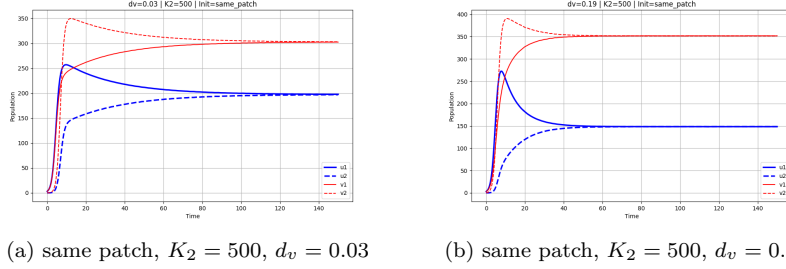 dv=0.03 | K2=500 | Init=same_patch
350
300
250
200
150
100
50
0
Population
0 20 40 60 80 100 120 140
Time
u1
u2
v1
v2
(a) same patch, K₂ = 500, dᵥ = 0.03
dv=0.19 | K2=500 | Init=same_patch
400
350
300
250
200
150
100
50
0
Population
0 20 40 60 80 100 120 140
Time
u1
u2
v1
v2
(b) same patch, K₂ = 500, dᵥ = 0.